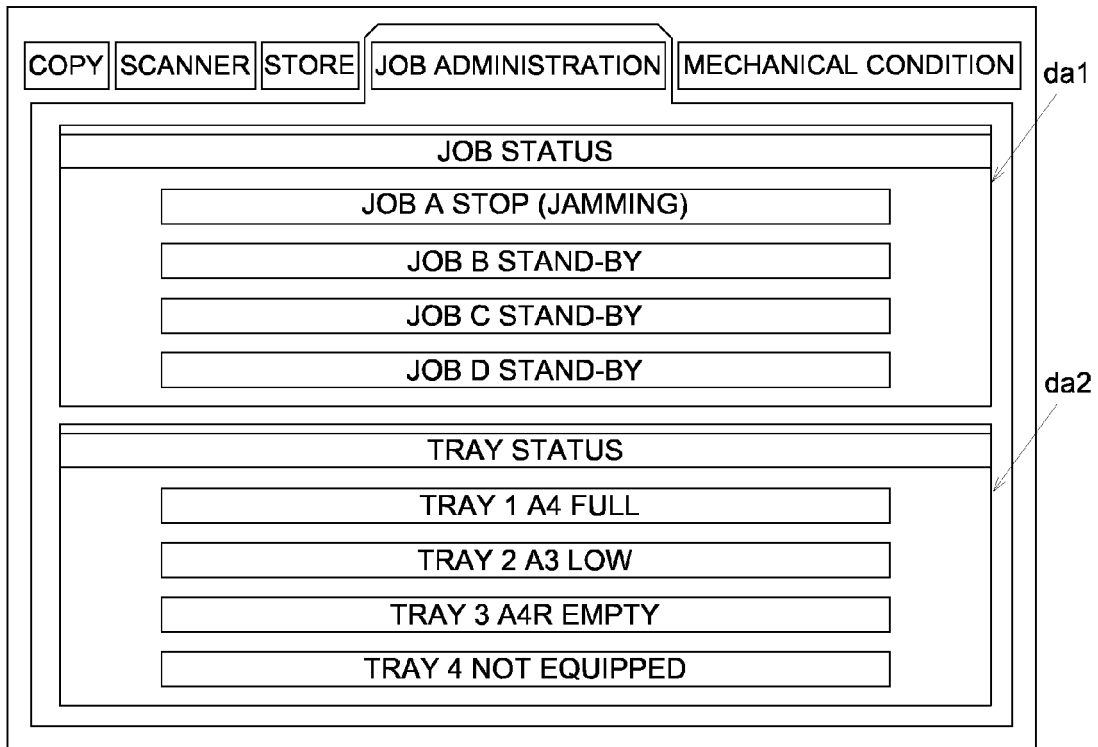 COPY SCANNER STORE JOB ADMINISTRATION MECHANICAL CONDITION
da1
JOB STATUS
JOB A STOP (JAMMING)
JOB B STAND-BY
JOB C STAND-BY
JOB D STAND-BY
da2
TRAY STATUS
TRAY 1 A4 FULL
TRAY 2 A3 LOW
TRAY 3 A4R EMPTY
TRAY 4 NOT EQUIPPED